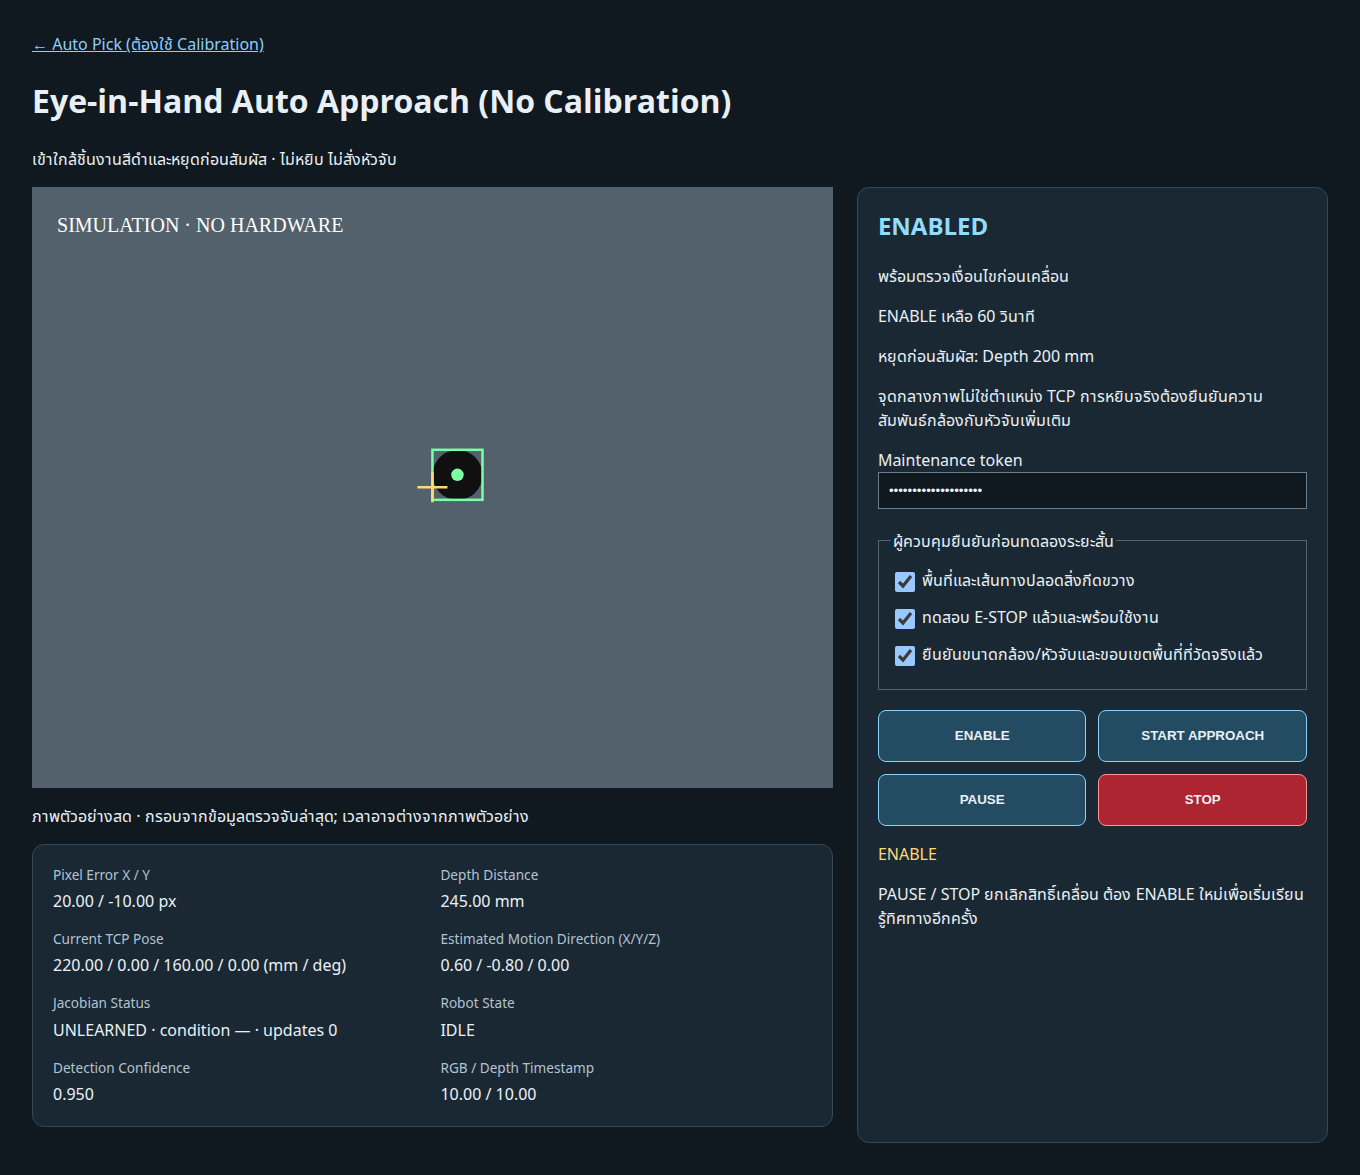 ← Auto Pick (ต้องใช้ Calibration)
Eye-in-Hand Auto Approach (No Calibration)
เข้าใกล้ชิ้นงานสีดำและหยุดก่อนสัมผัส · ไม่หยิบ ไม่สั่งหัวจับ
SIMULATION · NO HARDWARE
ภาพตัวอย่างสด · กรอบจากข้อมูลตรวจจับล่าสุด; เวลาอาจต่างจากภาพตัวอย่าง
Pixel Error X / Y
20.00 / -10.00 px
Depth Distance
245.00 mm
Current TCP Pose
220.00 / 0.00 / 160.00 / 0.00 (mm / deg)
Estimated Motion Direction (X/Y/Z)
0.60 / -0.80 / 0.00
Jacobian Status
UNLEARNED · condition — · updates 0
Robot State
IDLE
Detection Confidence
0.950
RGB / Depth Timestamp
10.00 / 10.00
ENABLED
พร้อมตรวจเงื่อนไขก่อนเคลื่อน
ENABLE เหลือ 60 วินาที
หยุดก่อนสัมผัส: Depth 200 mm
จุดกลางภาพไม่ใช่ตำแหน่ง TCP การหยิบจริงต้องยืนยันความ
สัมพันธ์กล้องกับหัวจับเพิ่มเติม
Maintenance token
••••••••••••••••••••
ผู้ควบคุมยืนยันก่อนทดลองระยะสั้น
พื้นที่และเส้นทางปลอดสิ่งกีดขวาง
ทดสอบ E-STOP แล้วและพร้อมใช้งาน
ยืนยันขนาดกล้อง/หัวจับและขอบเขตพื้นที่ที่วัดจริงแล้ว
ENABLE
START APPROACH
PAUSE
STOP
ENABLE
PAUSE / STOP ยกเลิกสิทธิ์เคลื่อน ต้อง ENABLE ใหม่เพื่อเริ่มเรียน
รู้ทิศทางอีกครั้ง